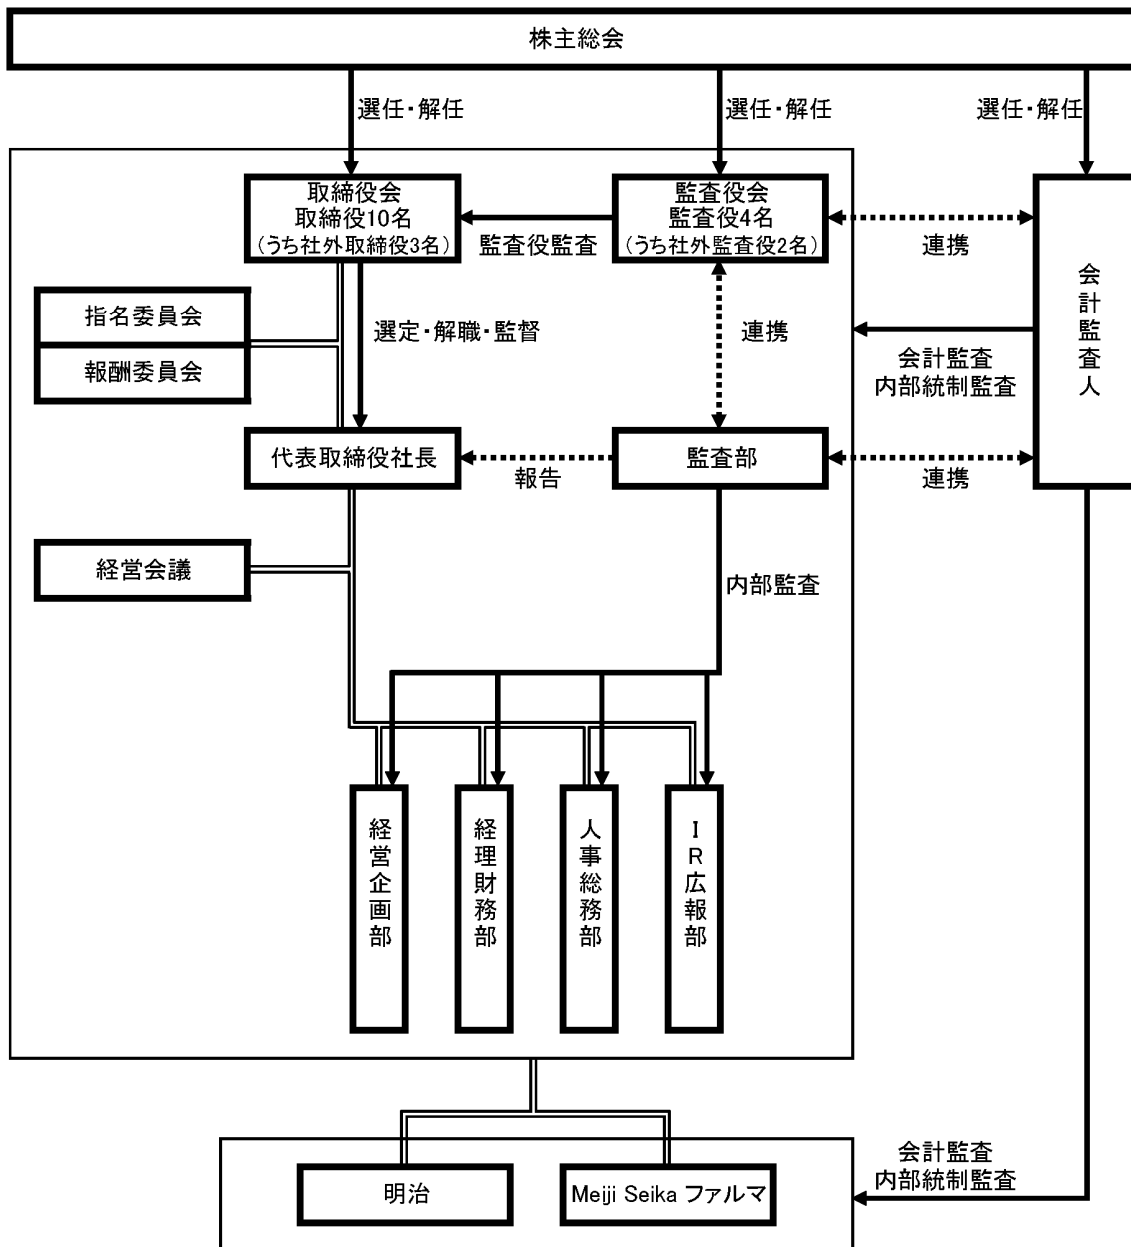 株主総会
選任・解任
選任・解任
選任・解任
取締役会
取締役10名
(うち社外取締役3名)
監査役監査
監査役会
監査役4名
(うち社外監査役2名)
連携
会計監査人
指名委員会
報酬委員会
選定・解職・監督
連携
会計監査
内部統制監査
代表取締役社長
報告
監査部
連携
経営会議
内部監査
経営企画部
経理財務部
人事総務部
IR広報部
会計監査
内部統制監査
明治
Meiji Seika ファルマ